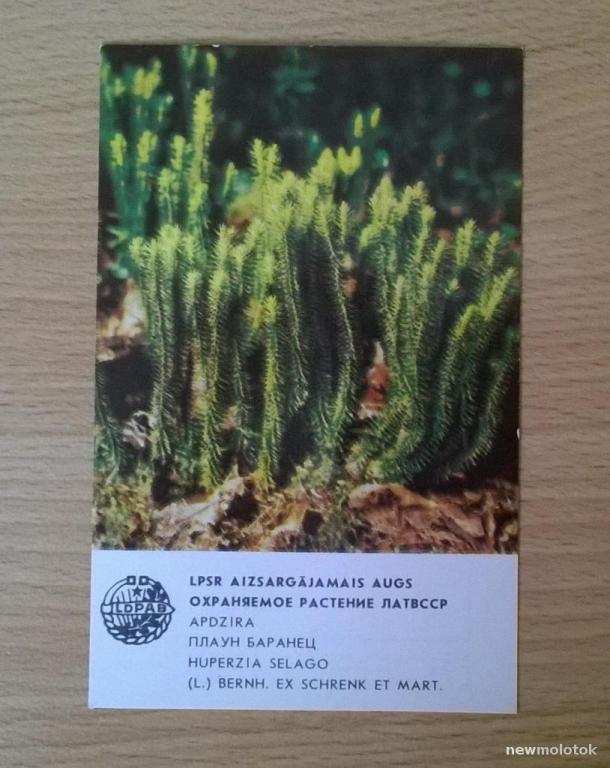 LPSR AIZSARGĀJAMAIS AUGS
ОХРАНЯЕМОЕ РАСТЕНИЕ ЛАТВССР
APDZIRA
ПЛАУН БАРАНЕЦ
HUPERZIA SELAGO
(L.) BERNH. EX SCHRENK ET MART.
LDPAB
newmolotok